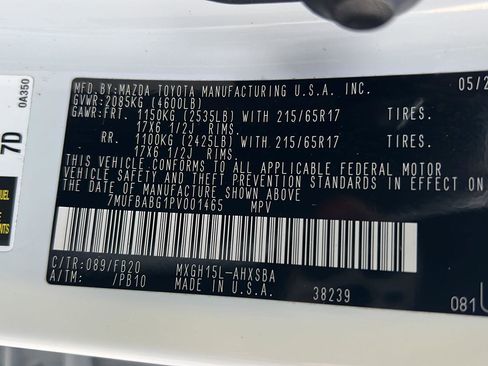 MFD.BY:MAZDA TOYOTA MANUFACTURING U.S.A. INC. 05/2
GVWR:2085KG (4600LB)
GAWR:FRT. 1150KG (2535LB) WITH 215/65R17 TIRES.
17X6 1/2J RIMS.
RR. 1100KG (2425LB) WITH 215/65R17 TIRES.
17X6 1/2J RIMS.
THIS VEHICLE CONFORMS TO ALL APPLICABLE FEDERAL MOTOR
VEHICLE SAFETY AND THEFT PREVENTION STANDARDS IN EFFECT ON
THE DATE OF MANUFACTURE SHOWN ABOVE.
7MUFBABG1PV001465 MPV
C/TR:089/FB20 MXGH15L-AHXSBA
A/TM: /PB10 MADE IN U.S.A. 38239
081
0A350
7D